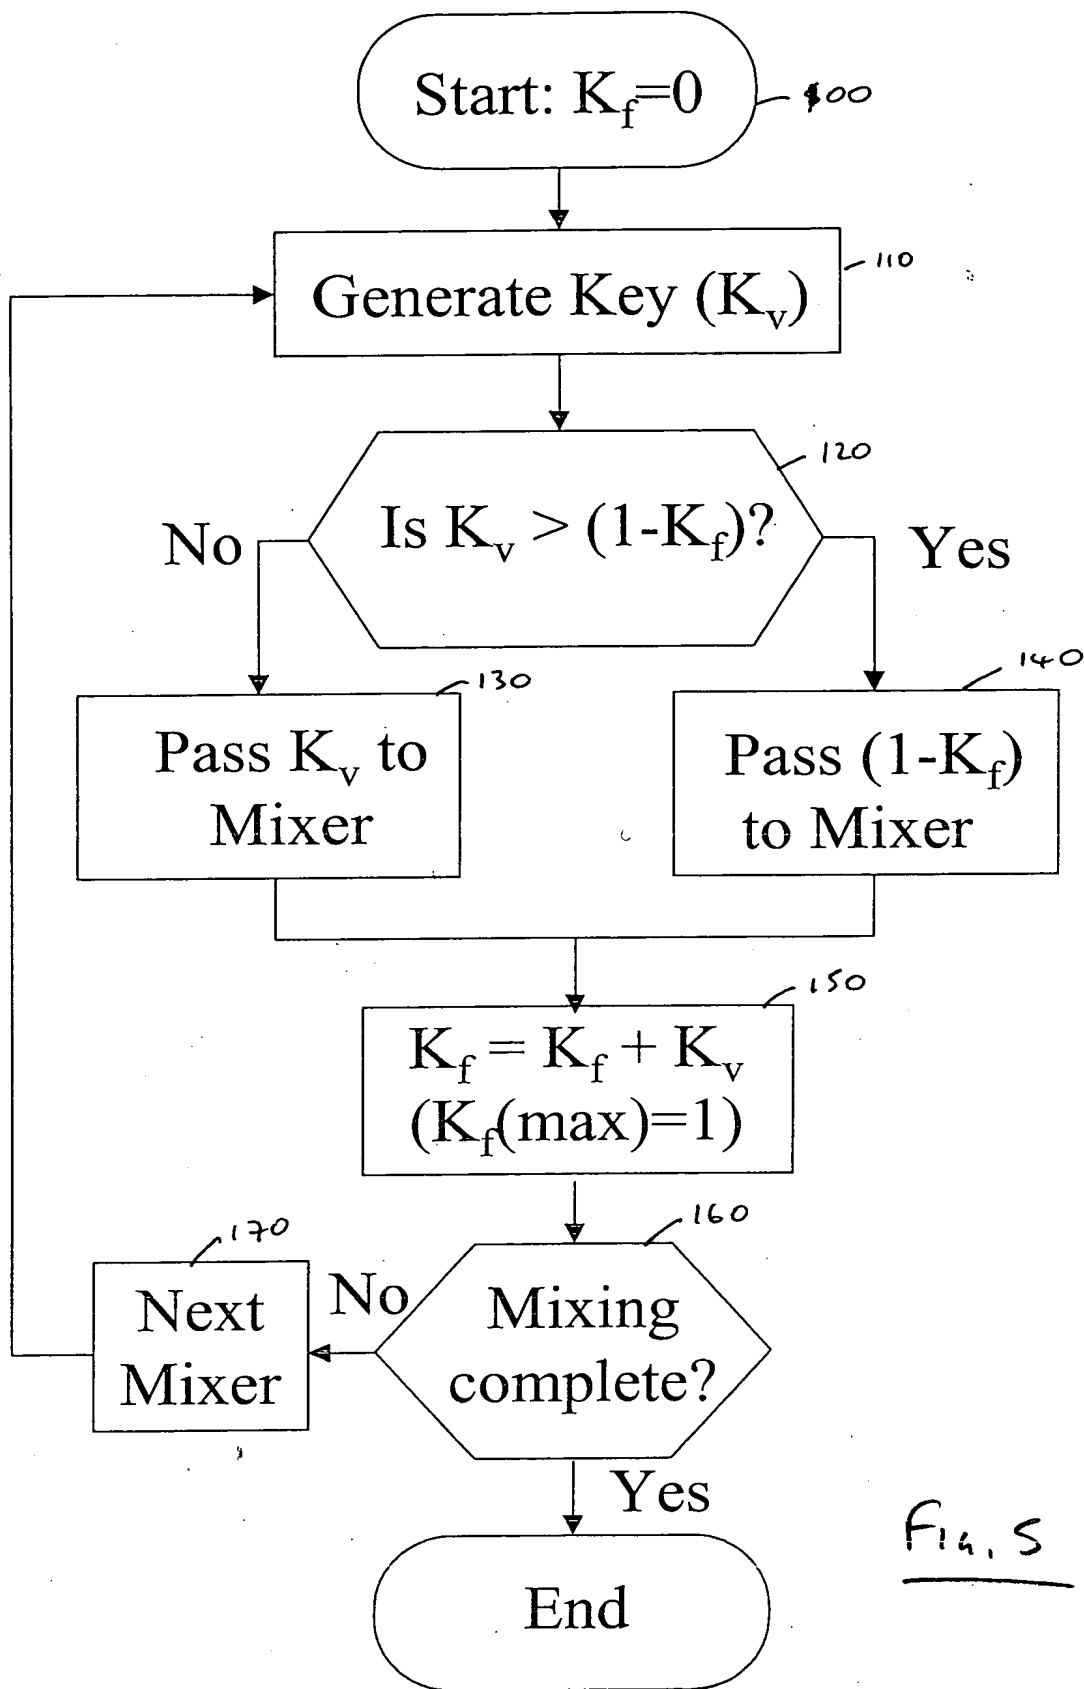 Start: K_f=0
100
Generate Key (K_v)
110
120
Is K_v > (1-K_f)?
No
Yes
130
140
Pass K_v to
Mixer
Pass (1-K_f)
to Mixer
150
K_f = K_f + K_v
(K_f(max)=1)
160
170
No
Next
Mixer
Mixing
complete?
Yes
End
Fig. 5